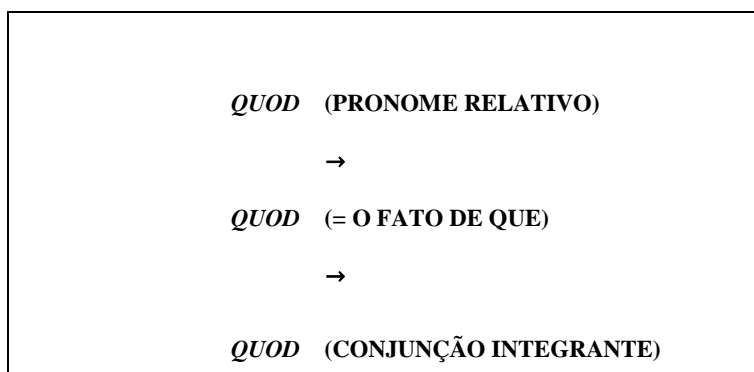 QUOD (PRONOME RELATIVO)
→
QUOD (= O FATO DE QUE)
→
QUOD (CONJUNÇÃO INTEGRANTE)